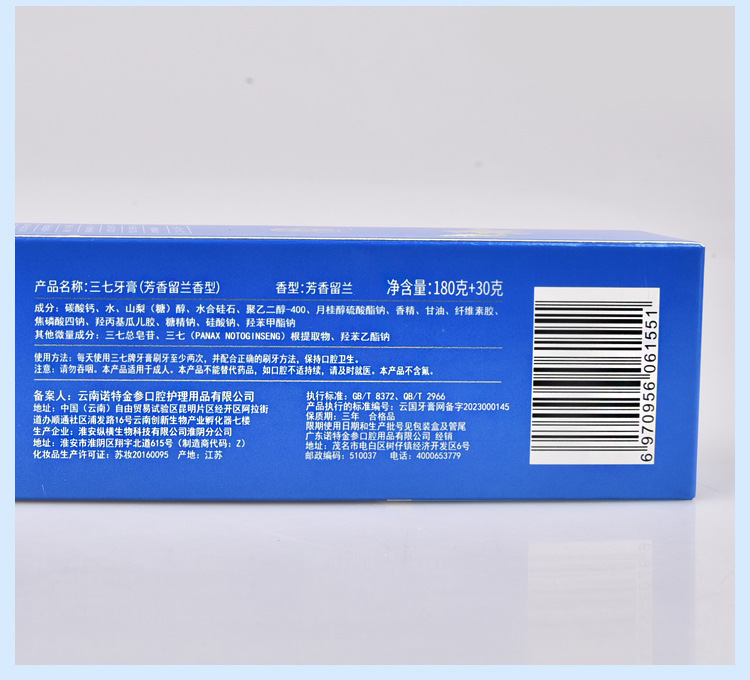 产品名称:三七牙膏(芳香留兰香型) 香型:芳香留兰 净含量:180克+30克
成分: 碳酸钙、水、山梨(糖)醇、水合硅石、聚乙二醇-400、月桂醇硫酸酯钠、香精、甘油、纤维素胶、
焦磷酸四钠、羟丙基瓜儿胶、糖精钠、硅酸钠、羟苯甲酯钠
其他微量成分: 三七总皂苷、三七(PANAX NOTOGINSENG)根提取物、羟苯乙酯钠
使用方法: 每天使用三七牌牙膏刷牙至少两次, 并配合正确的刷牙方法, 保持口腔卫生。
注意: 请勿吞咽。本产品适用于成人。本产品不能替代药品, 如口腔不适持续, 请及时就医。本产品不含氟。
备案人: 云南诺特金参口腔护理用品有限公司
地址: 中国(云南)自由贸易试验区昆明片区经开区阿拉街
道办顺通社区顺通大道16号云南创新生物产业孵化器七楼
生产企业: 淮安纵横生物科技有限公司淮阴分公司
地址: 淮安市淮阴区翔宇北道615号(制造商代码: Z)
化妆品生产许可证: 苏妆20160095 产地: 江苏
执行标准: GB/T 8372、QB/T 2966
产品执行的标准编号: 云国牙膏网备字2023000145
保质期: 三年 合格品
限期使用日期和生产批号见包装盒及管尾
广东诺特金参口腔用品有限公司 经销
地址: 茂名市电白区树仔镇经济开发区6号
邮政编码: 510037 电话: 4000653779
6 970956 061551